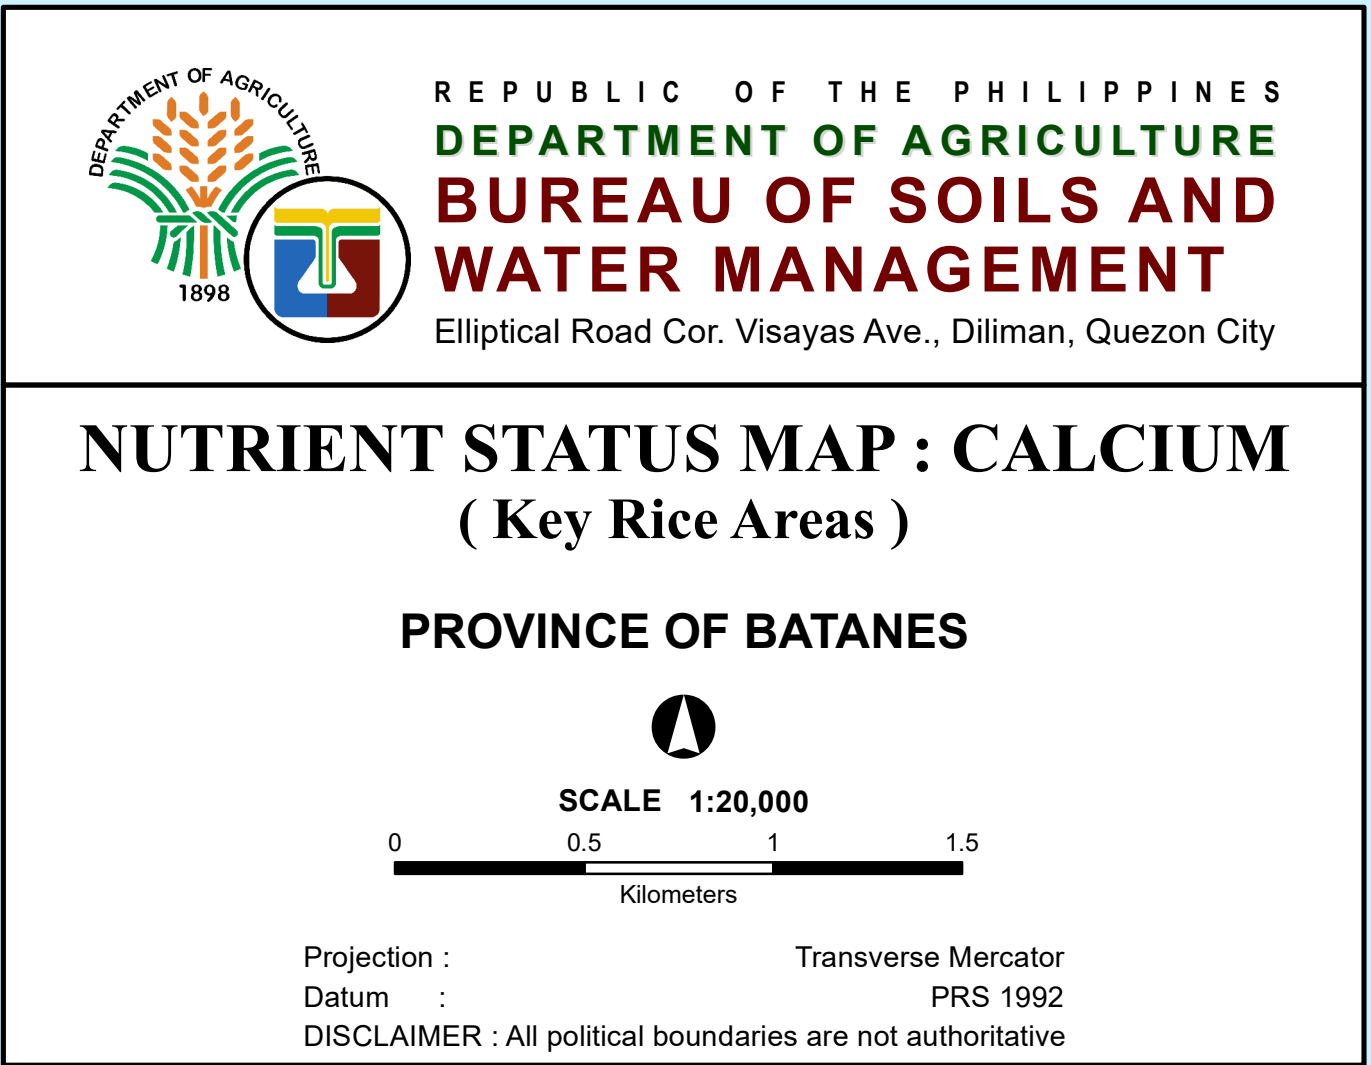 DEPARTMENT OF AGRICULTURE
1898
REPUBLIC OF THE PHILIPPINES
DEPARTMENT OF AGRICULTURE
BUREAU OF SOILS AND
WATER MANAGEMENT
Elliptical Road Cor. Visayas Ave., Diliman, Quezon City
NUTRIENT STATUS MAP : CALCIUM
( Key Rice Areas )
PROVINCE OF BATANES
SCALE 1:20,000
0 0.5 1 1.5
Kilometers
Projection : Transverse Mercator
Datum : PRS 1992
DISCLAIMER : All political boundaries are not authoritative